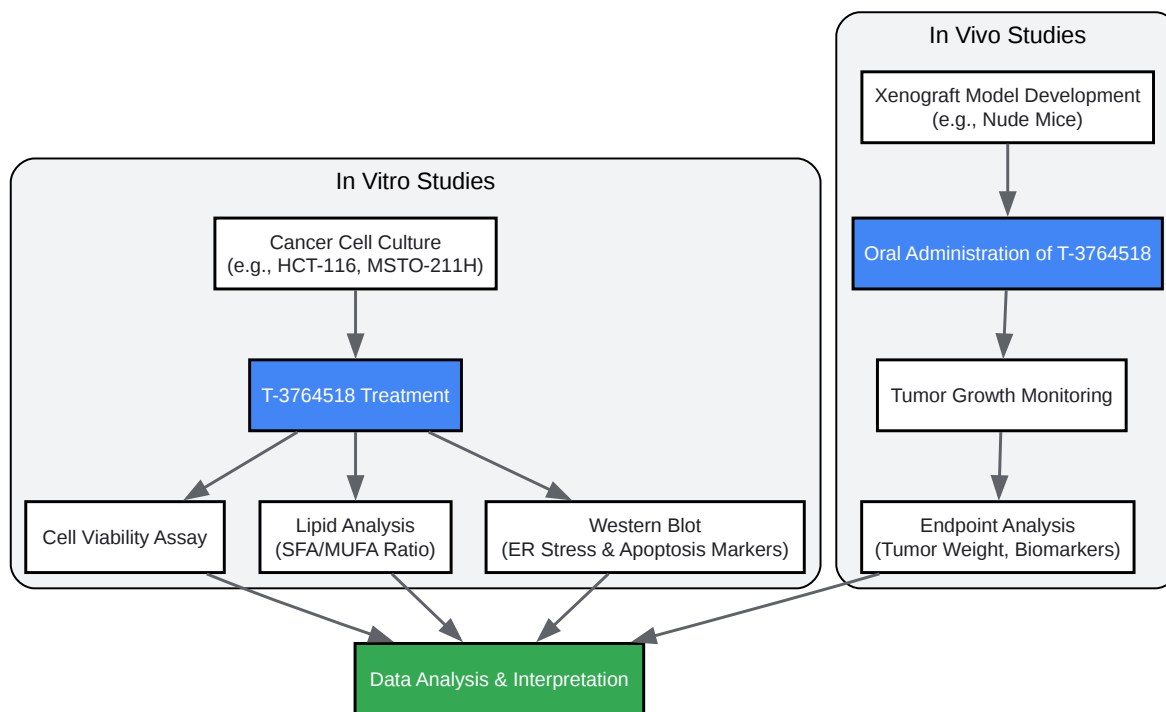 In Vivo Studies
Xenograft Model Development
(e.g., Nude Mice)
Oral Administration of T-3764518
Tumor Growth Monitoring
Endpoint Analysis
(Tumor Weight, Biomarkers)
In Vitro Studies
Cancer Cell Culture
(e.g., HCT-116, MSTO-211H)
T-3764518 Treatment
Cell Viability Assay
Lipid Analysis
(SFA/MUFA Ratio)
Western Blot
(ER Stress & Apoptosis Markers)
Data Analysis & Interpretation